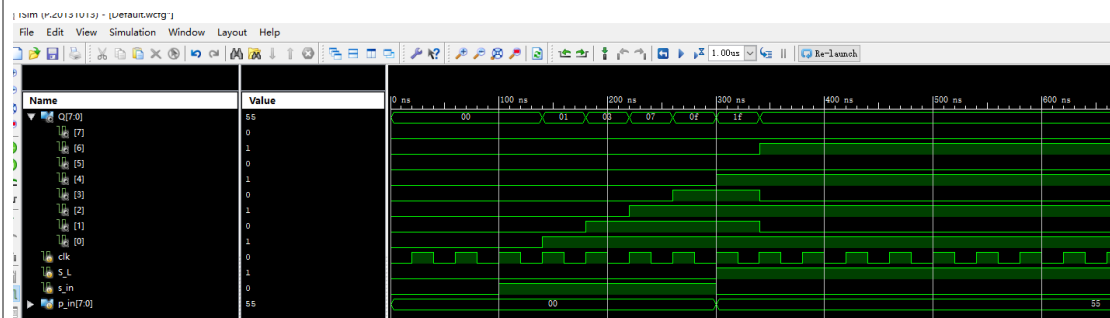 ISim (P.20131013) - [Default.wcfg*]
File Edit View Simulation Window Layout Help
1.00us Re-launch
Name Value 0 ns 100 ns 200 ns 300 ns 400 ns 500 ns 600 ns
Q[7:0] 55 00 01 03 07 0f 1f
[7] 0
[6] 1
[5] 0
[4] 1
[3] 0
[2] 1
[1] 0
[0] 1
clk 0
S_L 1
s_in 0
p_in[7:0] 55 00 55